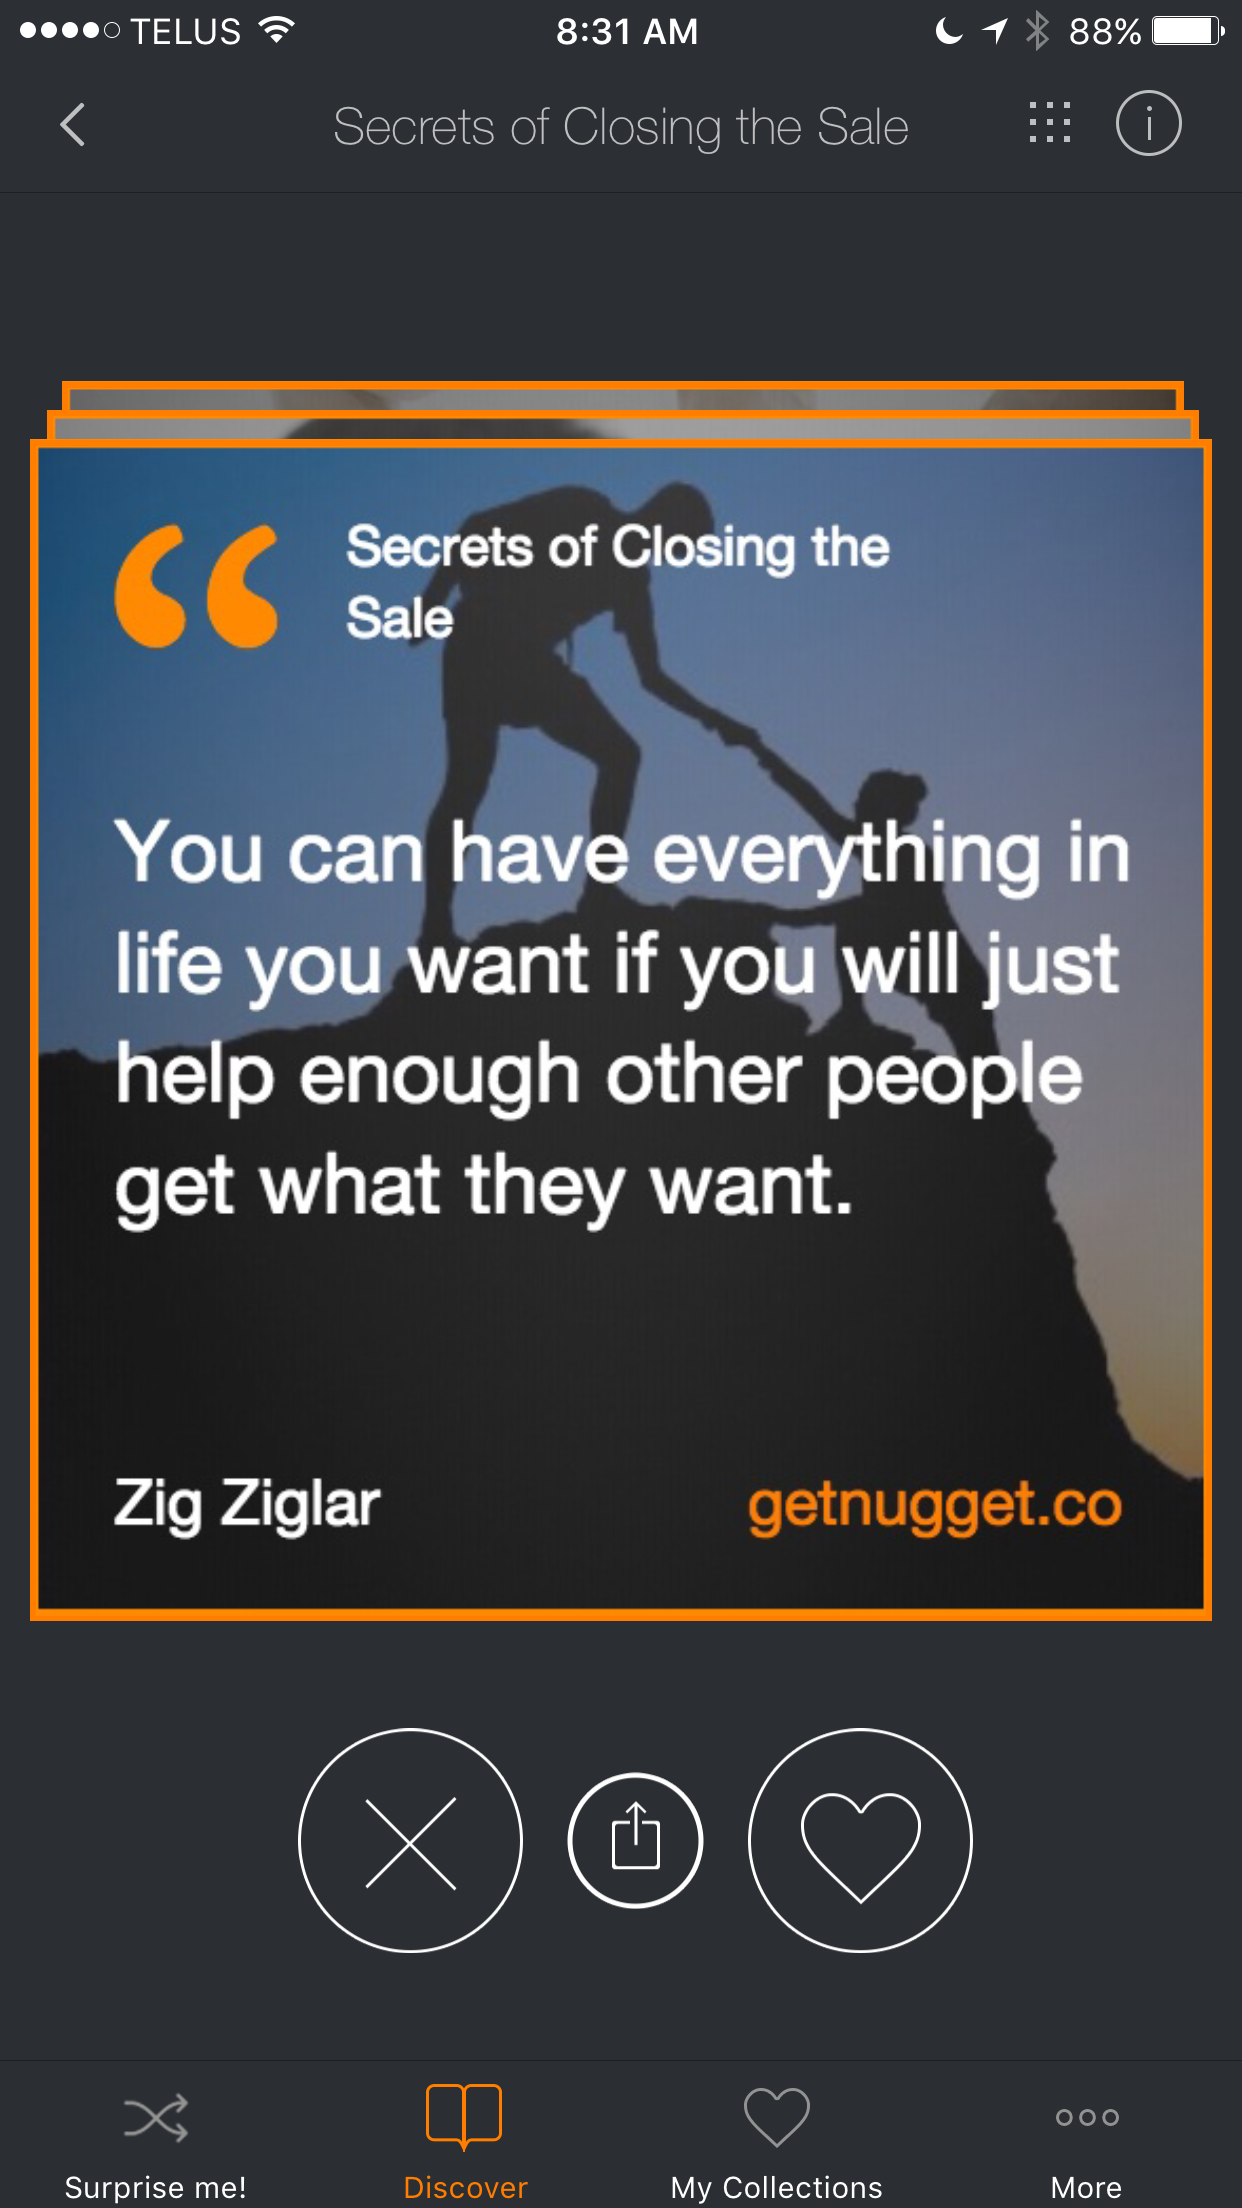 TELUS 8:31 AM 88%
Secrets of Closing the Sale
Secrets of Closing the
Sale
You can have everything in
life you want if you will just
help enough other people
get what they want.
Zig Ziglar getnugget.co
Surprise me! Discover My Collections More